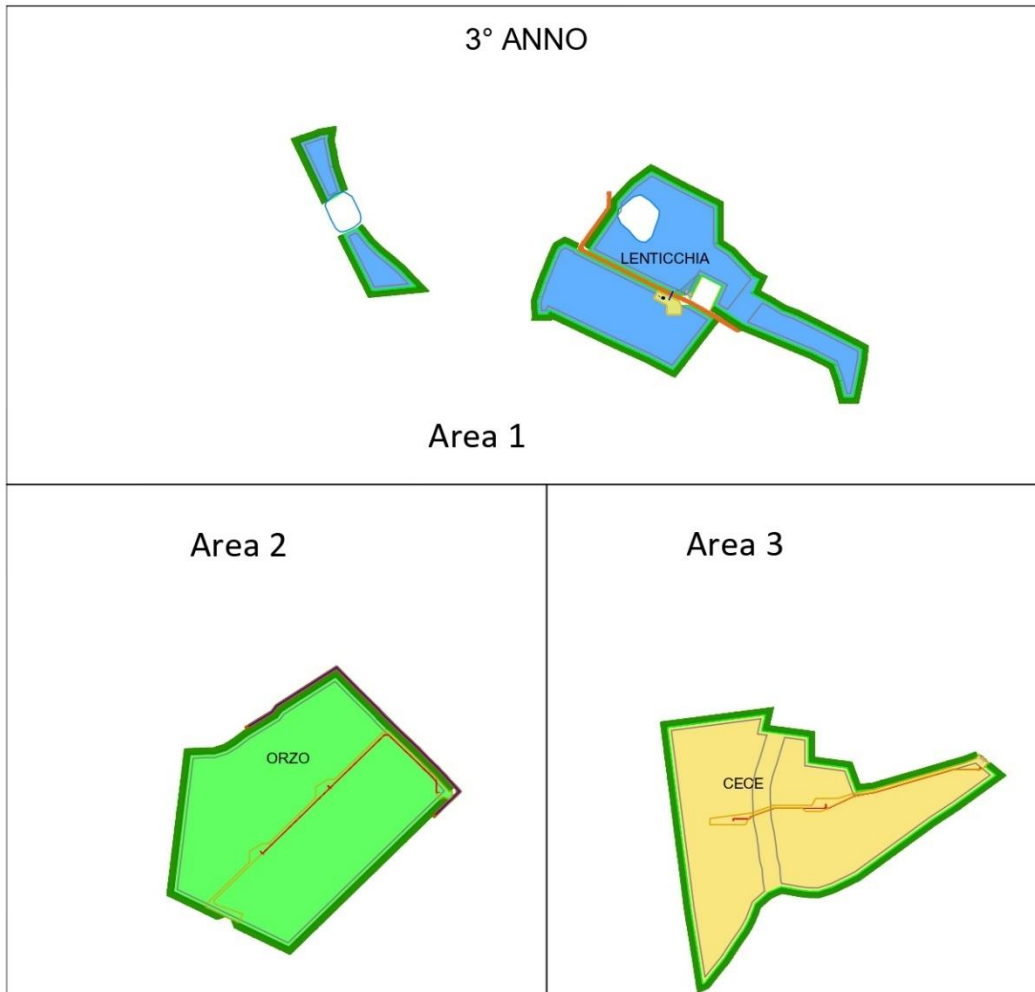 3° ANNO
LENTICCHIA
Area 1
Area 2
Area 3
ORZO
CECE